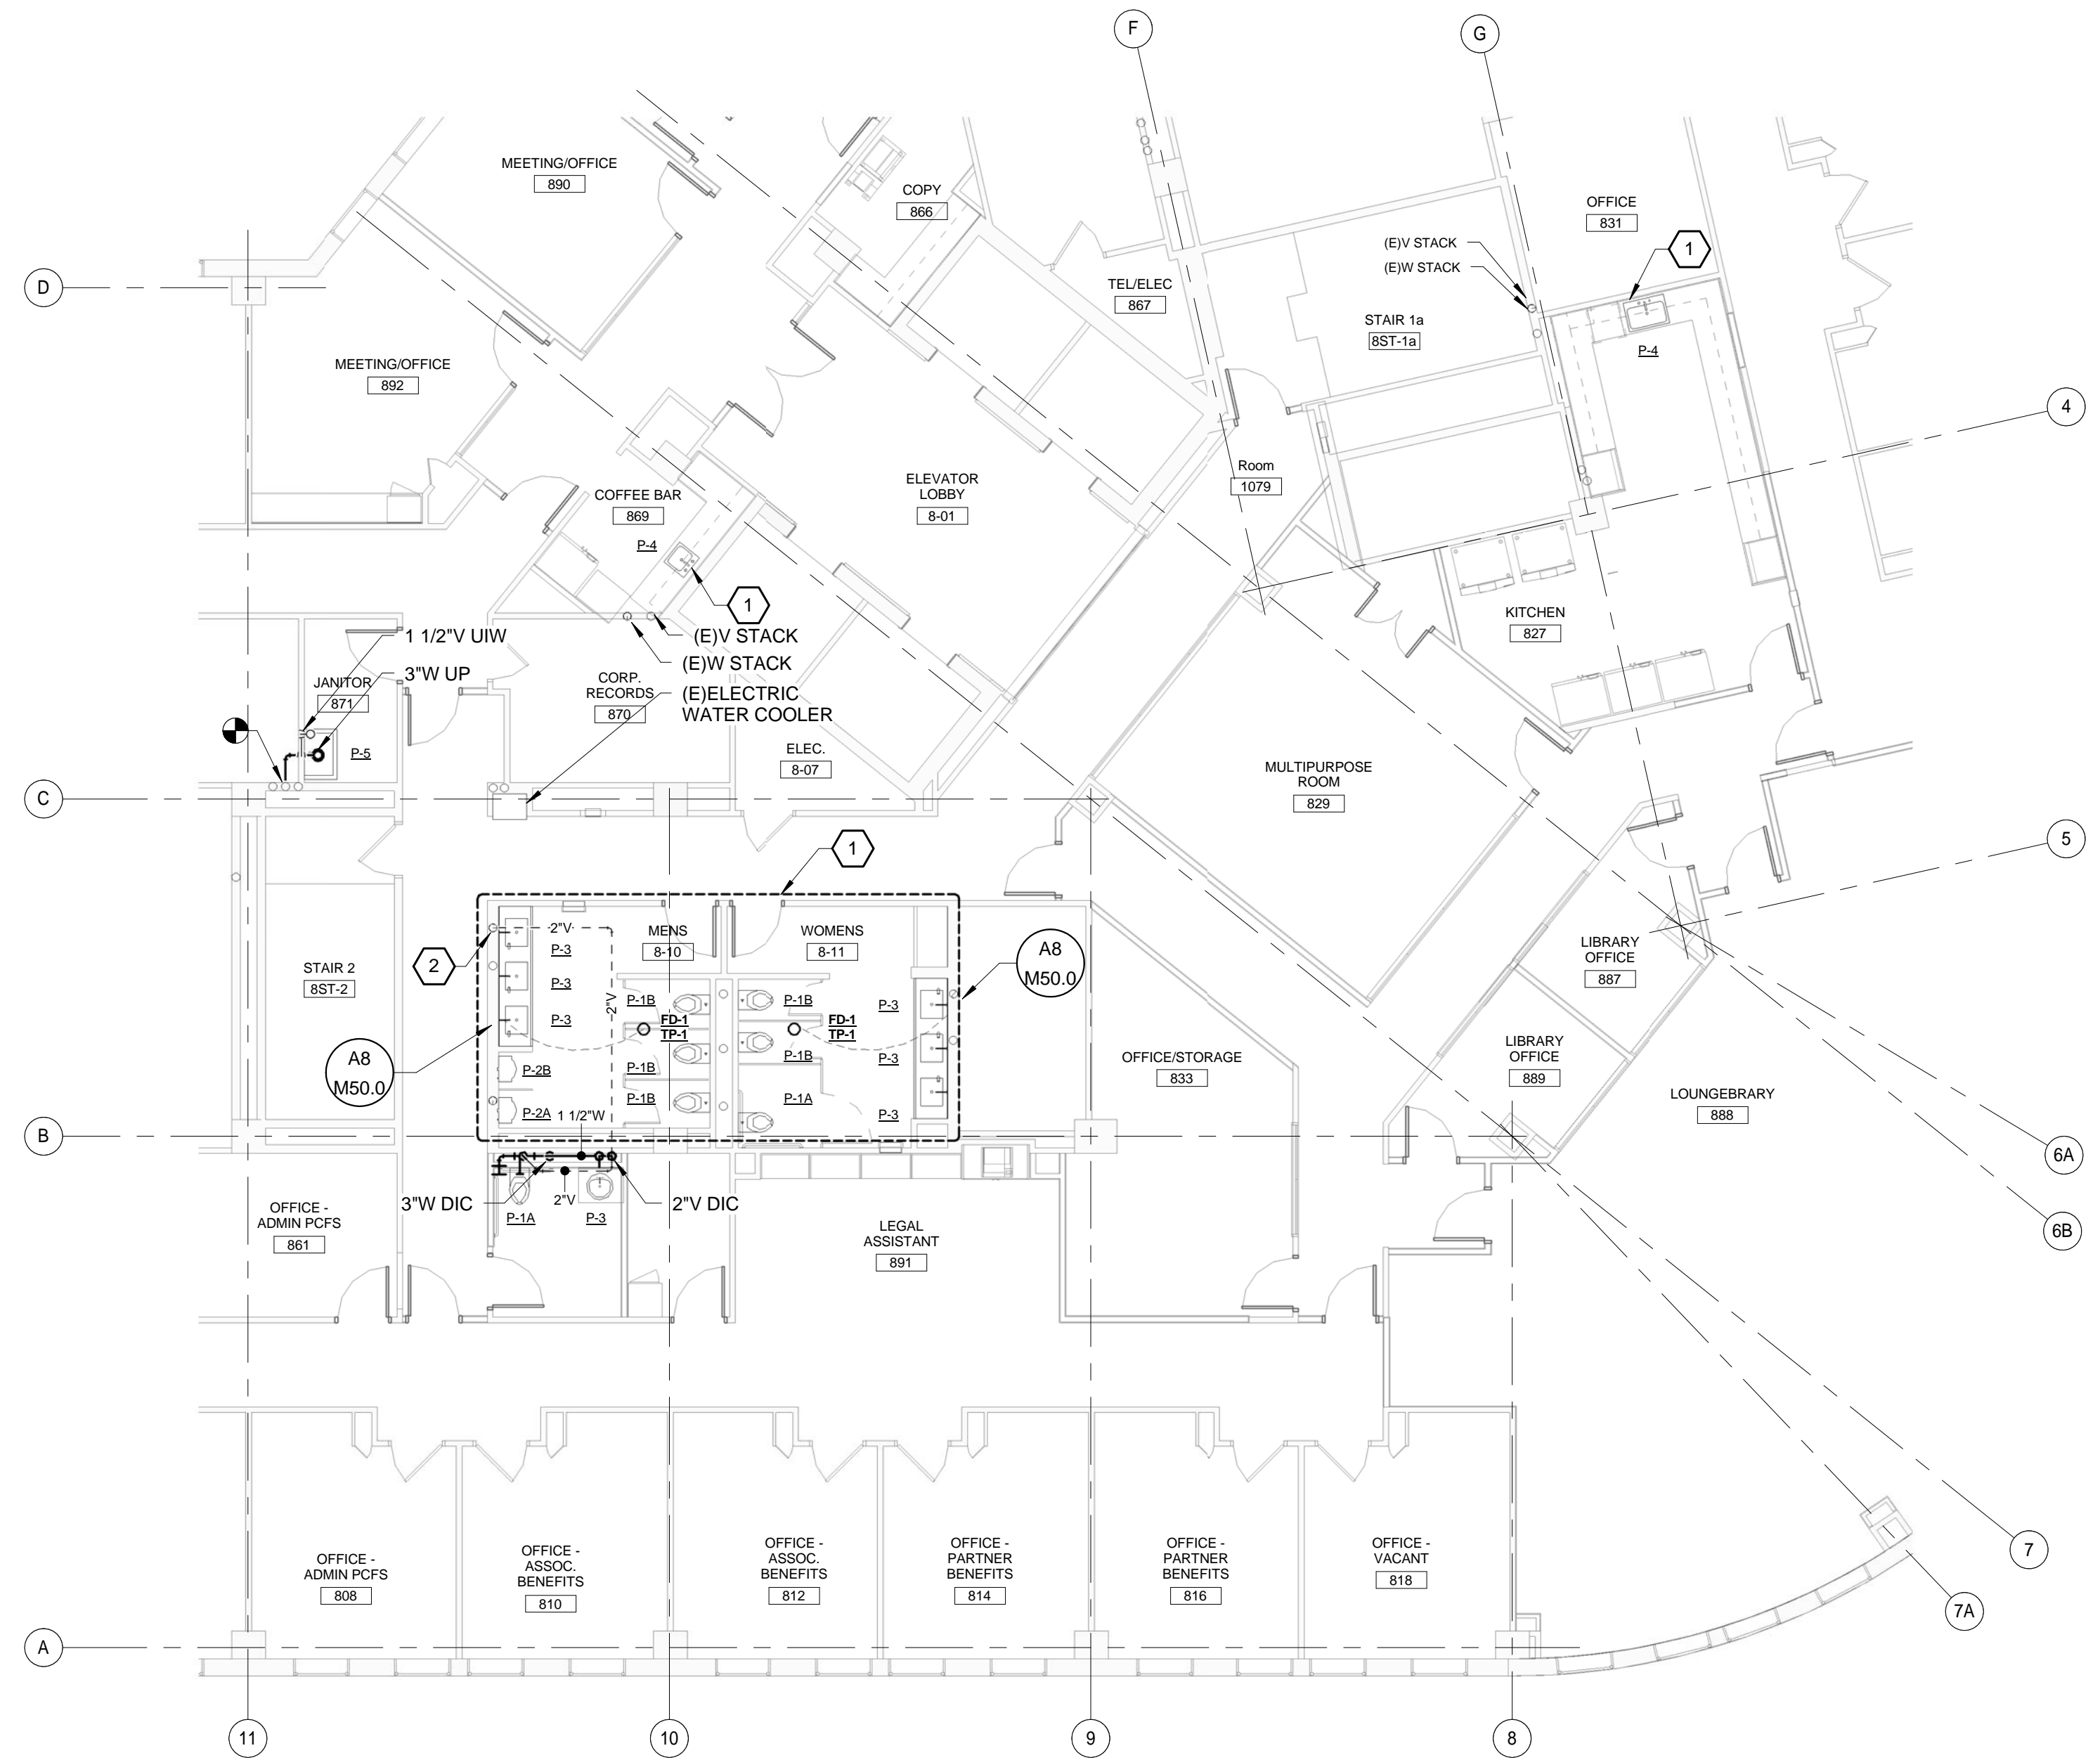 F
G
MEETING/OFFICE
890
COPY
866
OFFICE
831
(E)V STACK
(E)W STACK
1
D
TEL/ELEC
867
STAIR 1a
8ST-1a
P-4
MEETING/OFFICE
892
4
Room
1079
ELEVATOR
LOBBY
8-01
COFFEE BAR
869
P-4
1
KITCHEN
827
1 1/2"V UIW
(E)V STACK
3"W UP
(E)W STACK
JANITOR
871
CORP.
RECORDS
870
(E)ELECTRIC
WATER COOLER
P-5
ELEC.
8-07
MULTIPURPOSE
ROOM
829
C
1
5
2"V
MENS
8-10
WOMENS
8-11
P-3
2
STAIR 2
8ST-2
P-3
2"V
P-1B
P-1B
P-3
A8
M50.0
LIBRARY
OFFICE
887
P-3
FD-1
TP-1
FD-1
TP-1
A8
M50.0
P-2B
P-1B
P-1B
P-3
OFFICE/STORAGE
833
LIBRARY
OFFICE
889
P-2A
1 1/2"W
P-1B
P-1A
P-3
LOUNGEBRARY
888
B
6A
3"W DIC
2"V
2"V DIC
P-1A
P-3
OFFICE -
ADMIN PCFS
861
LEGAL
ASSISTANT
891
6B
OFFICE -
ADMIN PCFS
808
OFFICE -
ASSOC.
BENEFITS
810
OFFICE -
ASSOC.
BENEFITS
812
OFFICE -
PARTNER
BENEFITS
814
OFFICE -
PARTNER
BENEFITS
816
OFFICE -
VACANT
818
7
7A
A
11
10
9
8